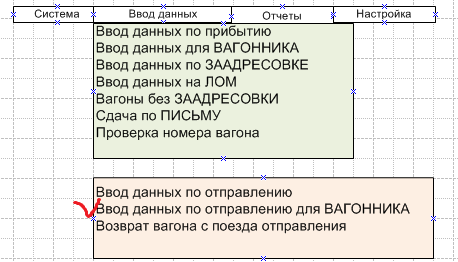 Система Ввод данных Отчеты Настройка
Ввод данных по прибытию
Ввод данных для ВАГОННИКА
Ввод данных по ЗААДРЕСОВКЕ
Ввод данных на ЛОМ
Вагоны без ЗААДРЕСОВКИ
Сдача по ПИСЬМУ
Проверка номера вагона
Ввод данных по отправлению
Ввод данных по отправлению для ВАГОННИКА
Возврат вагона с поезда отправления